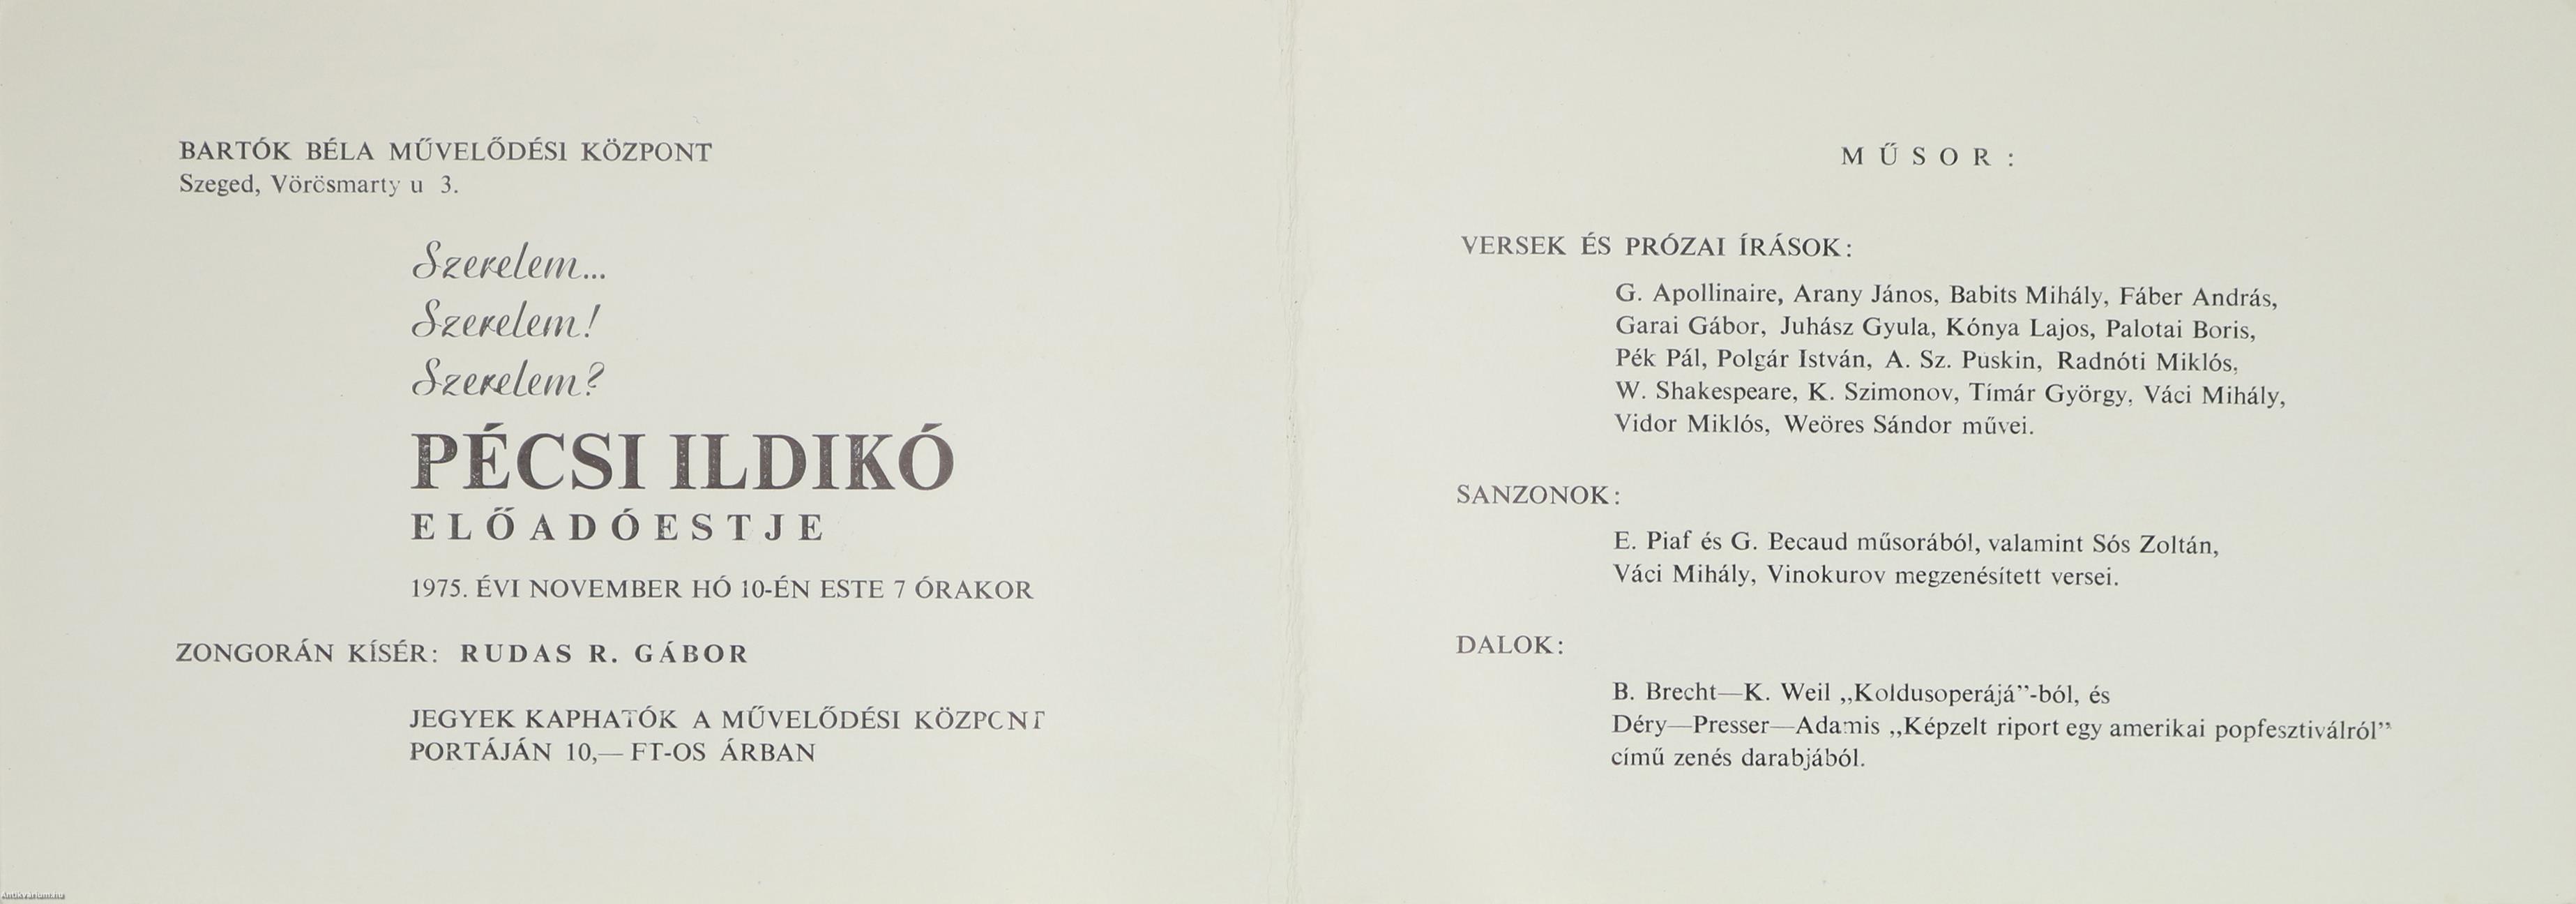 BARTÓK BÉLA MŰVELŐDÉSI KÖZPONT
Szeged, Vörösmarty u 3.
Szerelem...
Szerelem!
Szerelem?
PÉCSI ILDIKÓ
ELŐADÓESTJE
1975. ÉVI NOVEMBER HÓ 10-ÉN ESTE 7 ÓRAKOR
ZONGORÁN KÍSÉR: RUDAS R. GÁBOR
JEGYEK KAPHATÓK A MŰVELŐDÉSI KÖZPONT
PORTÁJÁN 10,— FT-OS ÁRBAN
MŰSOR:
VERSEK ÉS PRÓZAI ÍRÁSOK:
G. Apollinaire, Arany János, Babits Mihály, Fáber András,
Garai Gábor, Juhász Gyula, Kónya Lajos, Palotai Boris,
Pék Pál, Polgár István, A. Sz. Puskin, Radnóti Miklós,
W. Shakespeare, K. Szimonov, Tímár György, Váci Mihály,
Vidor Miklós, Weöres Sándor művei.
SANZONOK:
E. Piaf és G. Becaud műsorából, valamint Sós Zoltán,
Váci Mihály, Vinokurov megzenésített versei.
DALOK:
B. Brecht—K. Weil „Koldusoperájá”-ból, és
Déry—Presser—Adamis „Képzelt riport egy amerikai popfesztiválról”
című zenés darabjából.
Antikvarium.hu